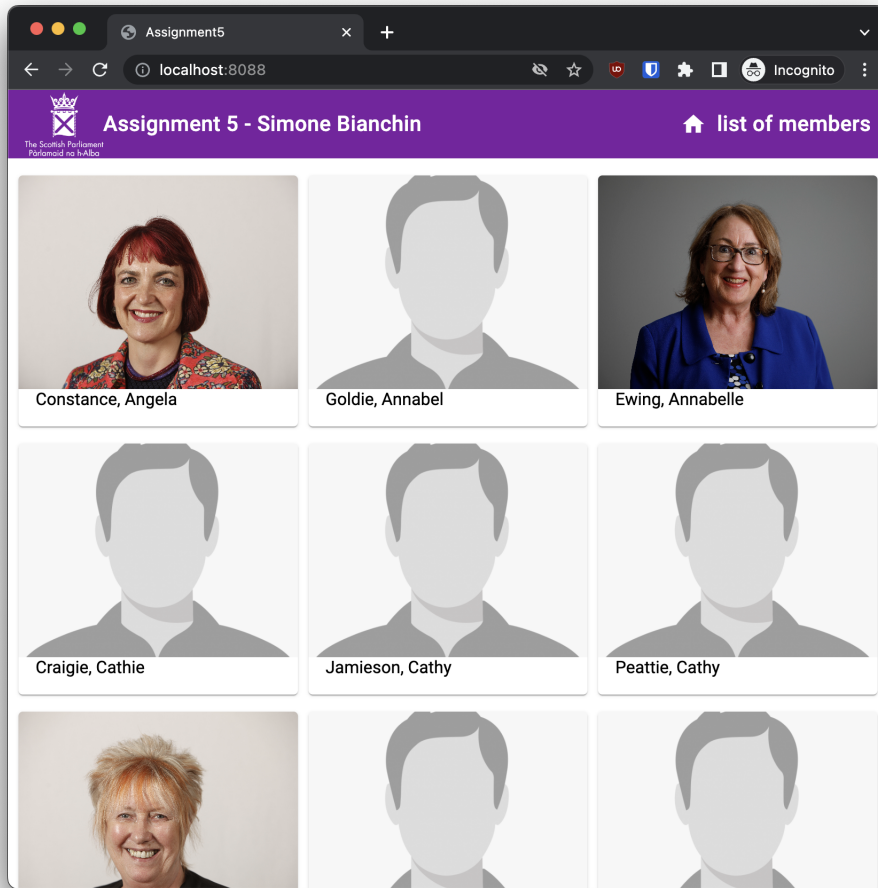 Assignment5
localhost:8088
Incognito
The Scottish Parliament
Pàrlamaid na h-Alba
Assignment 5 - Simone Bianchin
list of members
Constance, Angela
Goldie, Annabel
Ewing, Annabelle
Craigie, Cathie
Jamieson, Cathy
Peattie, Cathy